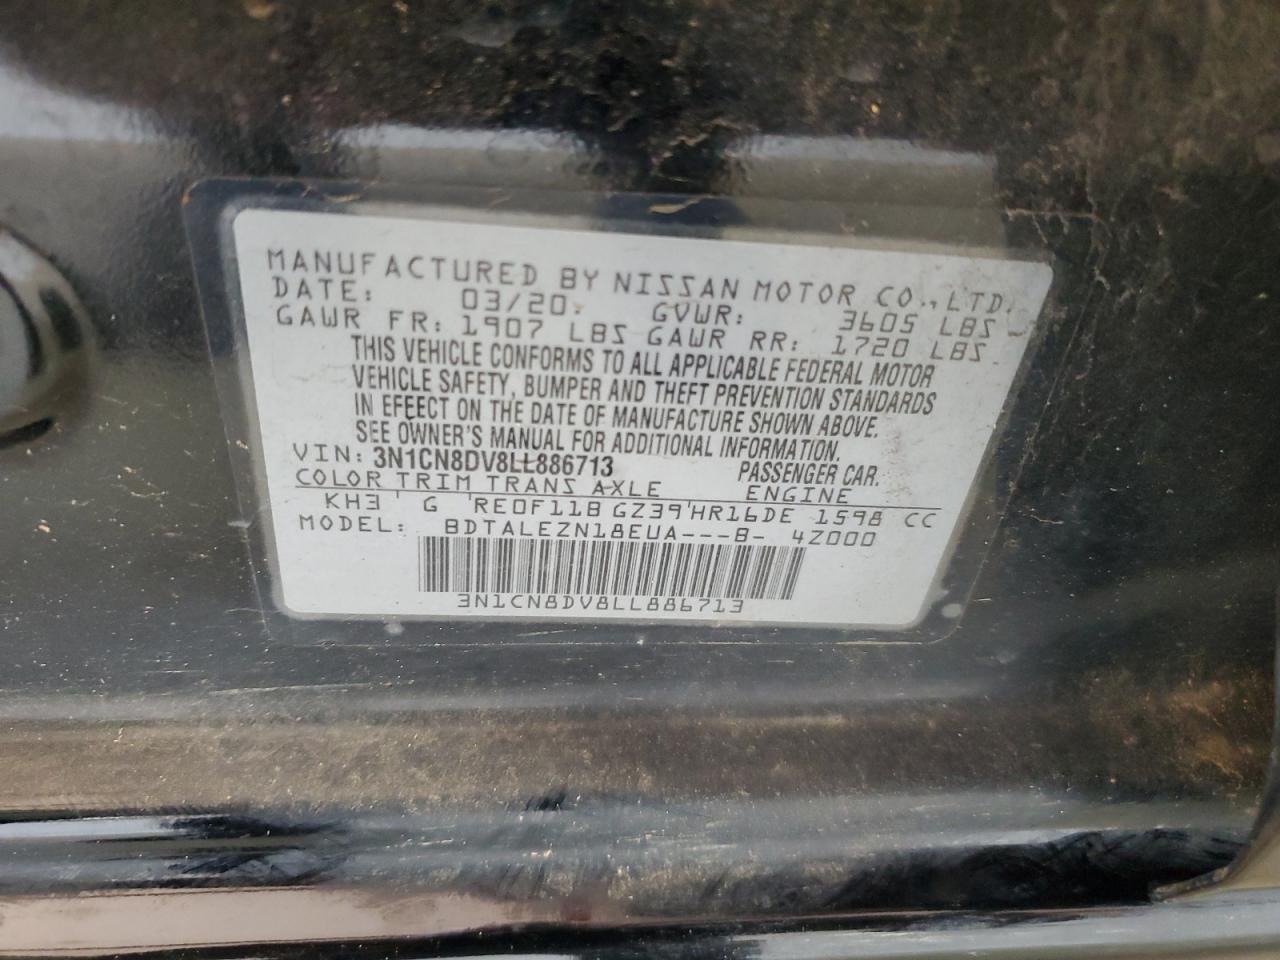 MANUFACTURED BY NISSAN MOTOR CO., LTD.
DATE: 03/20. GVWR: 3605 LBS
GAWR FR: 1907 LBS GAWR RR: 1720 LBS
THIS VEHICLE CONFORMS TO ALL APPLICABLE FEDERAL MOTOR
VEHICLE SAFETY, BUMPER AND THEFT PREVENTION STANDARDS
IN EFFECT ON THE DATE OF MANUFACTURE SHOWN ABOVE.
SEE OWNER'S MANUAL FOR ADDITIONAL INFORMATION.
VIN: 3N1CN8DV8LL886713 PASSENGER CAR.
COLOR TRIM TRANS AXLE ENGINE
KH3 G RE0F11B GZ39 HR16DE 1598 CC
MODEL: BDTALEZN18EUA---B- 4Z000
3N1CN8DV8LL886713